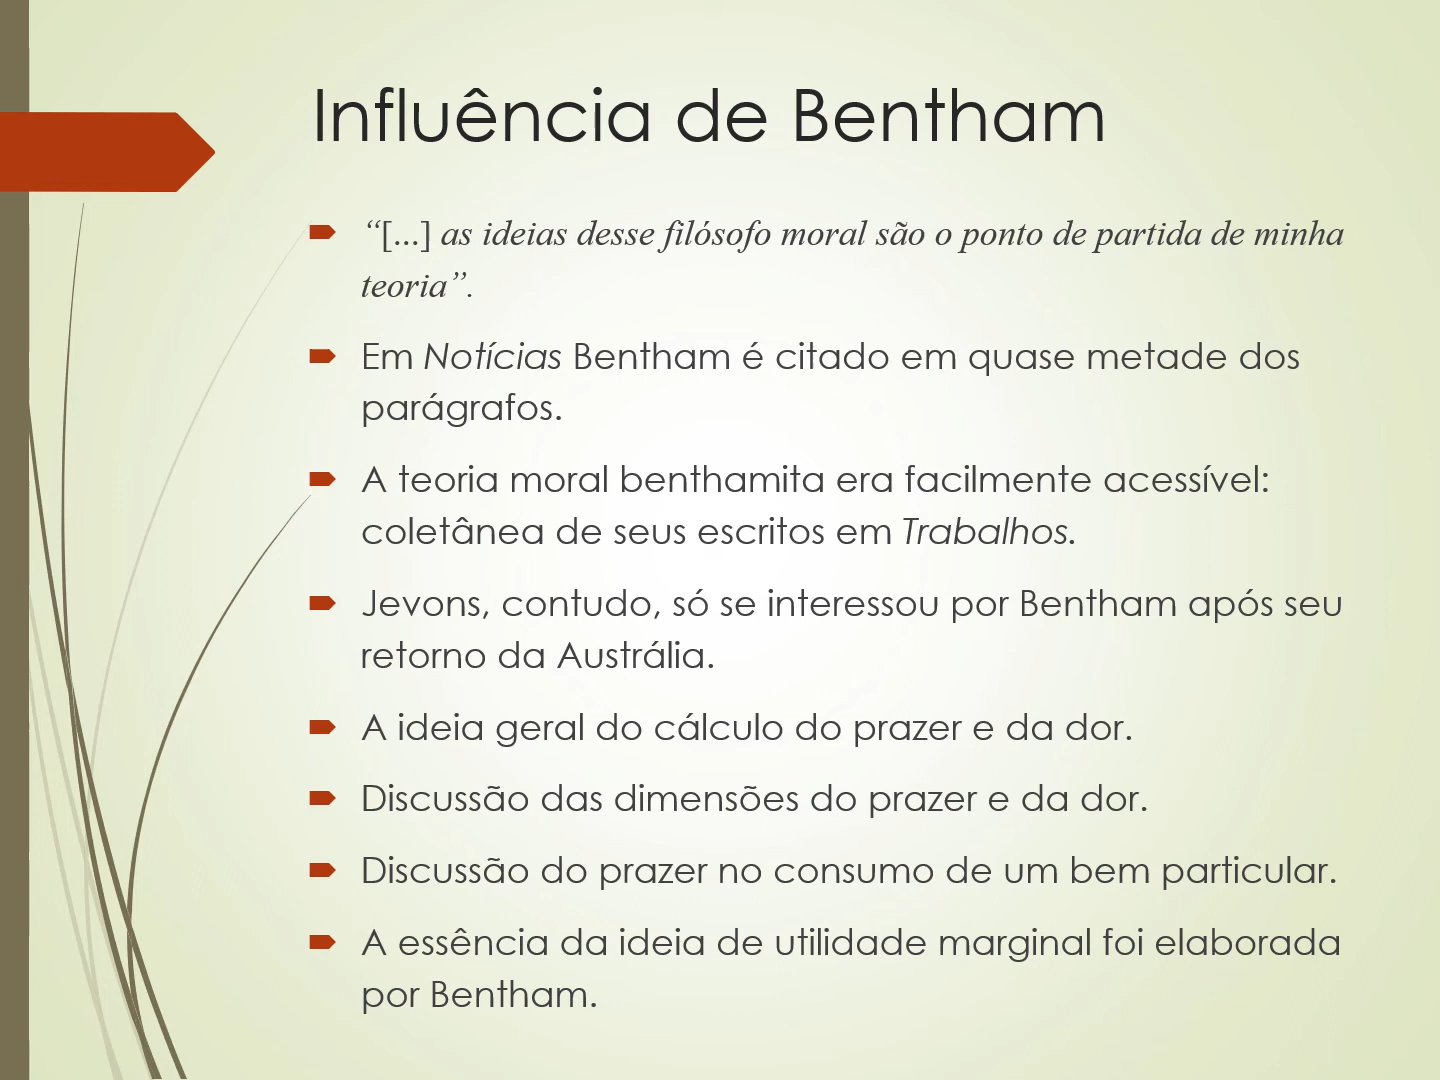 Influência de Bentham
“[...] as ideias desse filósofo moral são o ponto de partida de minha
teoria”.
Em Notícias Bentham é citado em quase metade dos
parágrafos.
A teoria moral benthamita era facilmente acessível:
coletânea de seus escritos em Trabalhos.
Jevons, contudo, só se interessou por Bentham após seu
retorno da Austrália.
A ideia geral do cálculo do prazer e da dor.
Discussão das dimensões do prazer e da dor.
Discussão do prazer no consumo de um bem particular.
A essência da ideia de utilidade marginal foi elaborada
por Bentham.